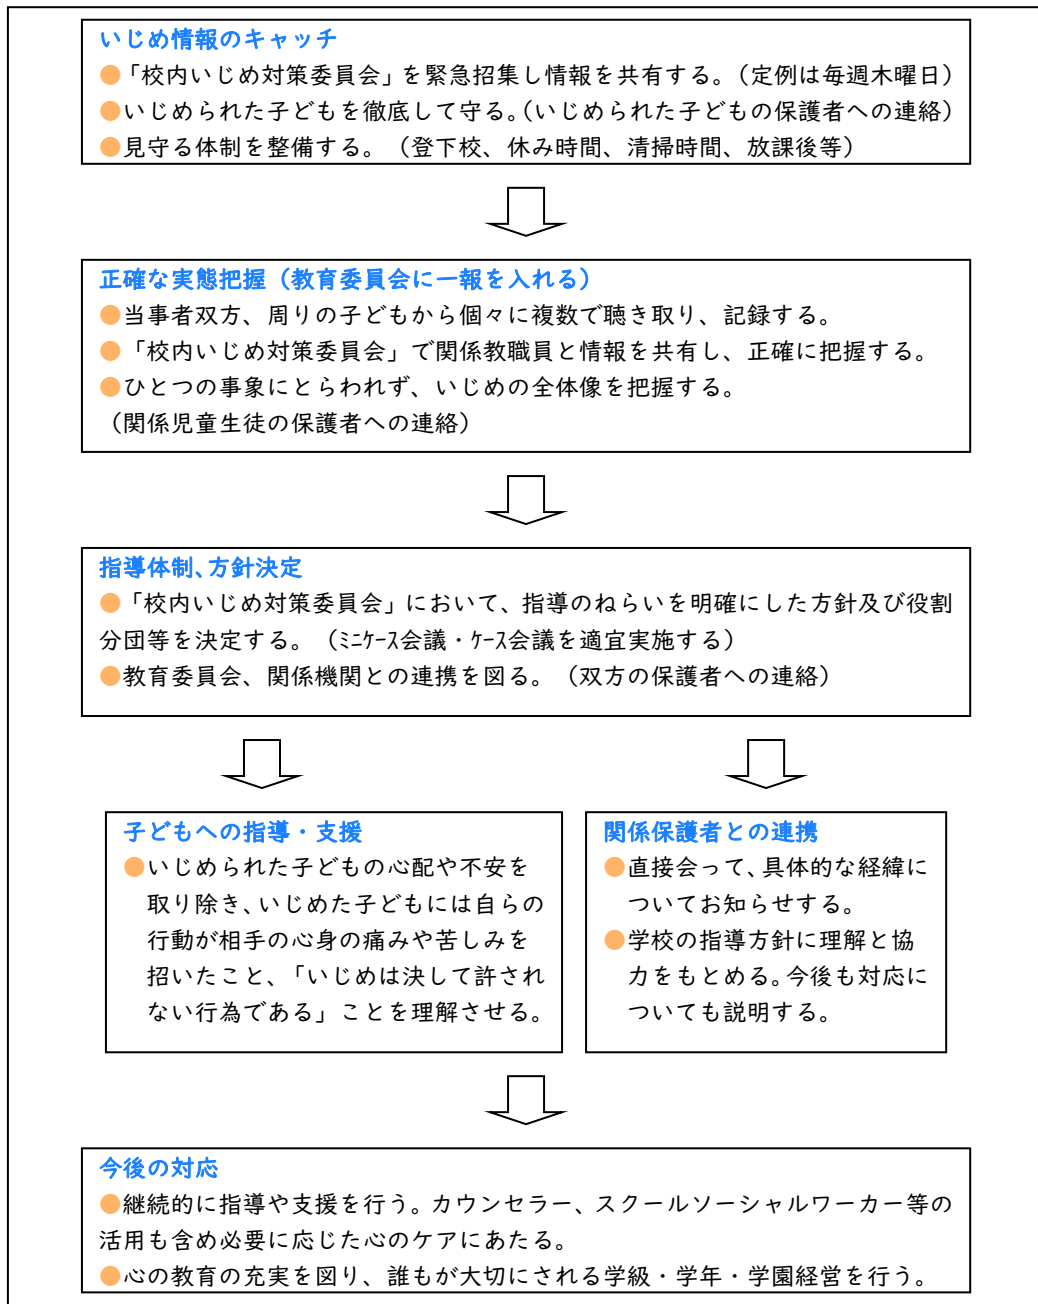 いじめ情報のキャッチ
●「校内いじめ対策委員会」を緊急招集し情報を共有する。（定例は毎週木曜日）
●いじめられた子どもを徹底して守る。（いじめられた子どもの保護者への連絡）
●見守る体制を整備する。（登下校、休み時間、清掃時間、放課後等）
正確な実態把握（教育委員会に一報を入れる）
●当事者双方、周りの子どもから個々に複数で聴き取り、記録する。
●「校内いじめ対策委員会」で関係教職員と情報を共有し、正確に把握する。
●ひとつの事象にとらわれず、いじめの全体像を把握する。
（関係児童生徒の保護者への連絡）
指導体制、方針決定
●「校内いじめ対策委員会」において、指導のねらいを明確にした方針及び役割
分団等を決定する。（ﾐﾆｹｰｽ会議・ｹｰｽ会議を適宜実施する）
●教育委員会、関係機関との連携を図る。（双方の保護者への連絡）
子どもへの指導・支援
●いじめられた子どもの心配や不安を
取り除き、いじめた子どもには自らの
行動が相手の心身の痛みや苦しみを
招いたこと、「いじめは決して許され
ない行為である」ことを理解させる。
関係保護者との連携
●直接会って、具体的な経緯に
ついてお知らせする。
●学校の指導方針に理解と協
力をもとめる。今後も対応に
ついても説明する。
今後の対応
●継続的に指導や支援を行う。カウンセラー、スクールソーシャルワーカー等の
活用も含め必要に応じた心のケアにあたる。
●心の教育の充実を図り、誰もが大切にされる学級・学年・学園経営を行う。